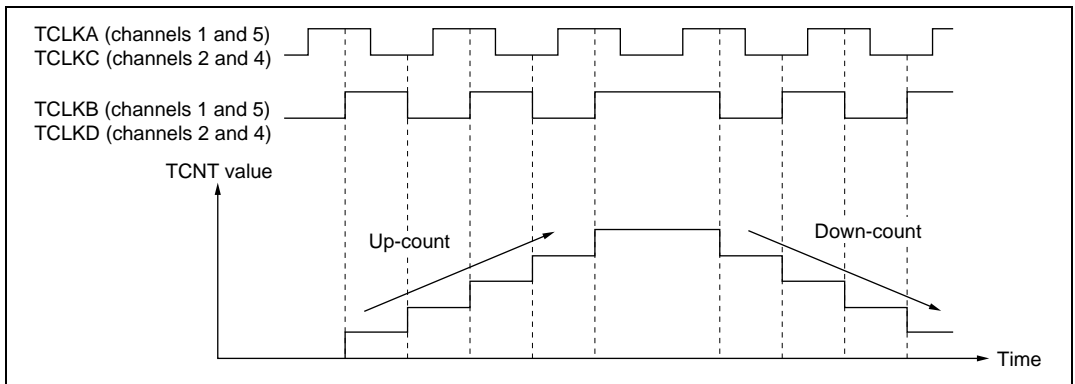 TCLKA (channels 1 and 5)
TCLKC (channels 2 and 4)
TCLKB (channels 1 and 5)
TCLKD (channels 2 and 4)
TCNT value
Up-count
Down-count
Time